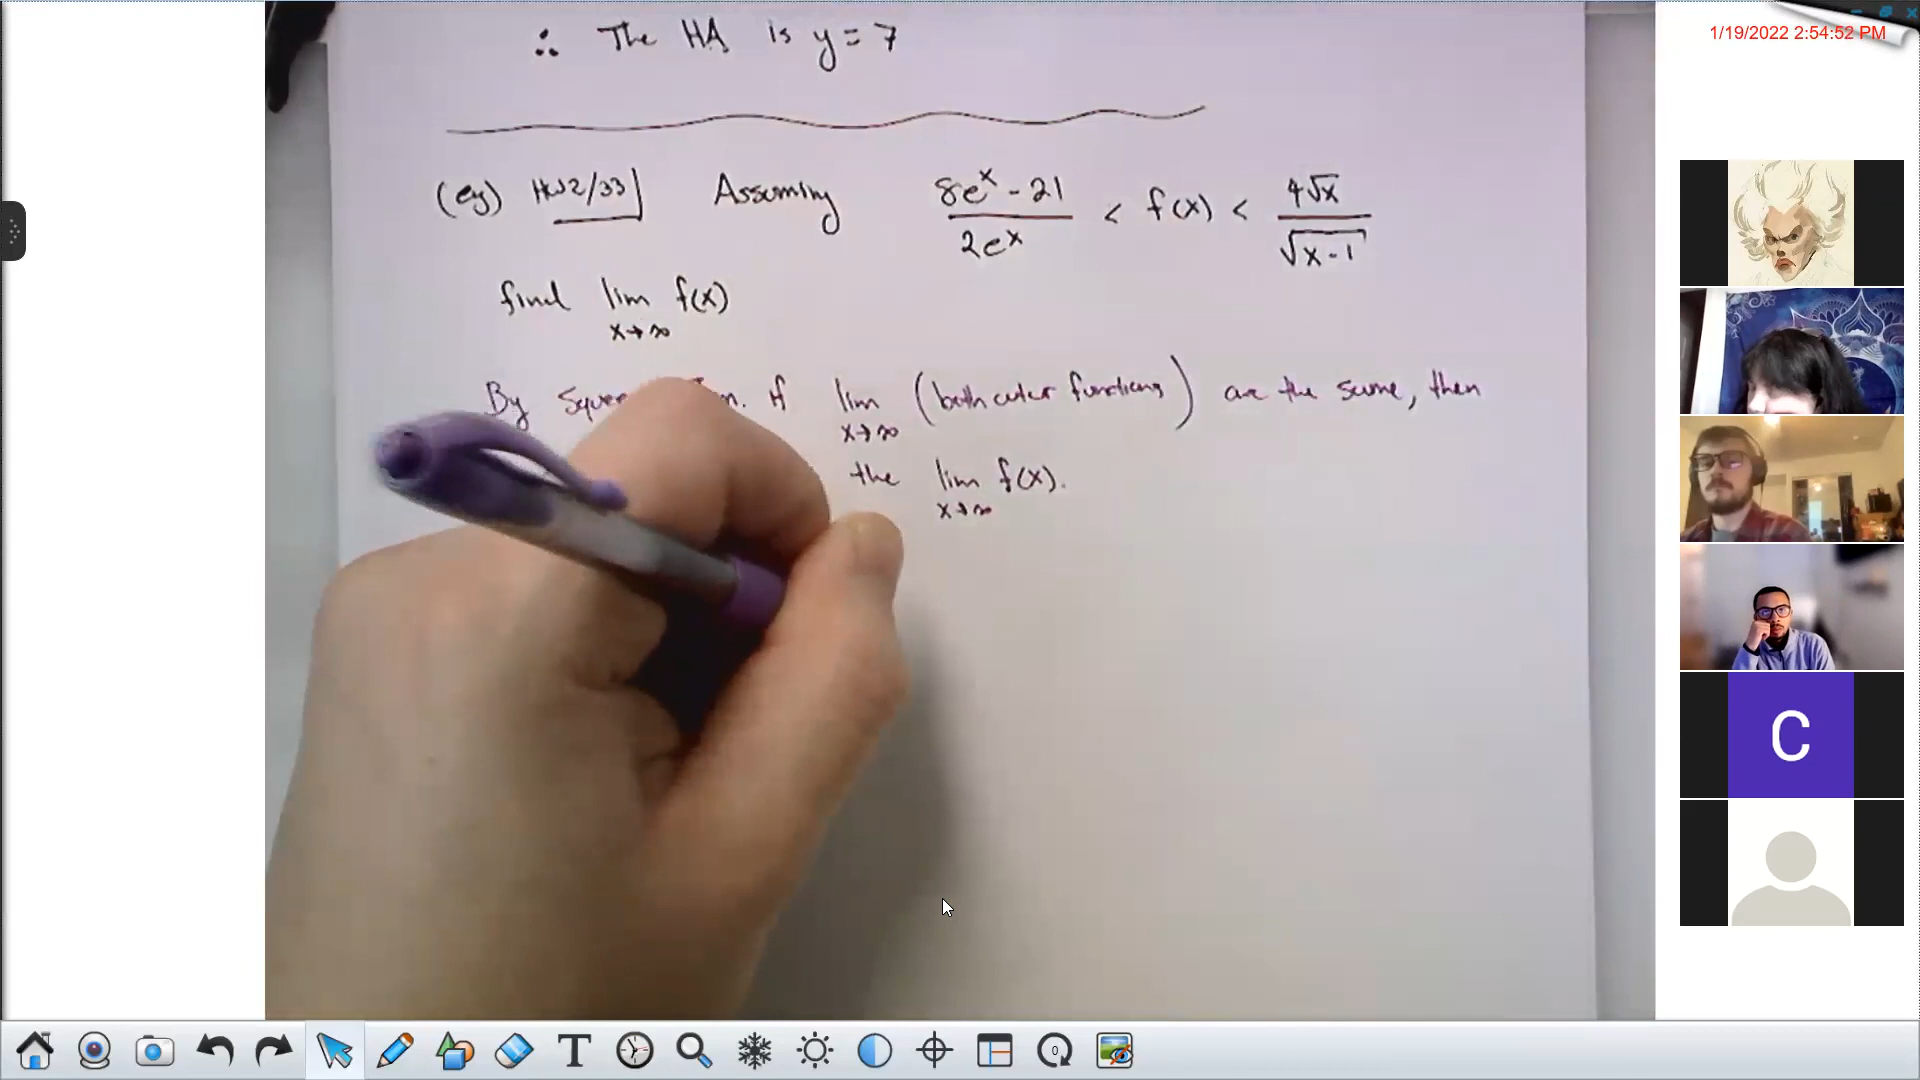 1/19/2022 2:54:52 PM
∴ The HA is y = 7
(eg) HW2/33 Assuming (8e^x - 21)/(2e^x) < f(x) < (4√x)/(√(x-1))
find lim x→∞ f(x)
By if lim x→∞ (both outer functions) are the same, then
the lim x→∞ f(x).
C
T
0